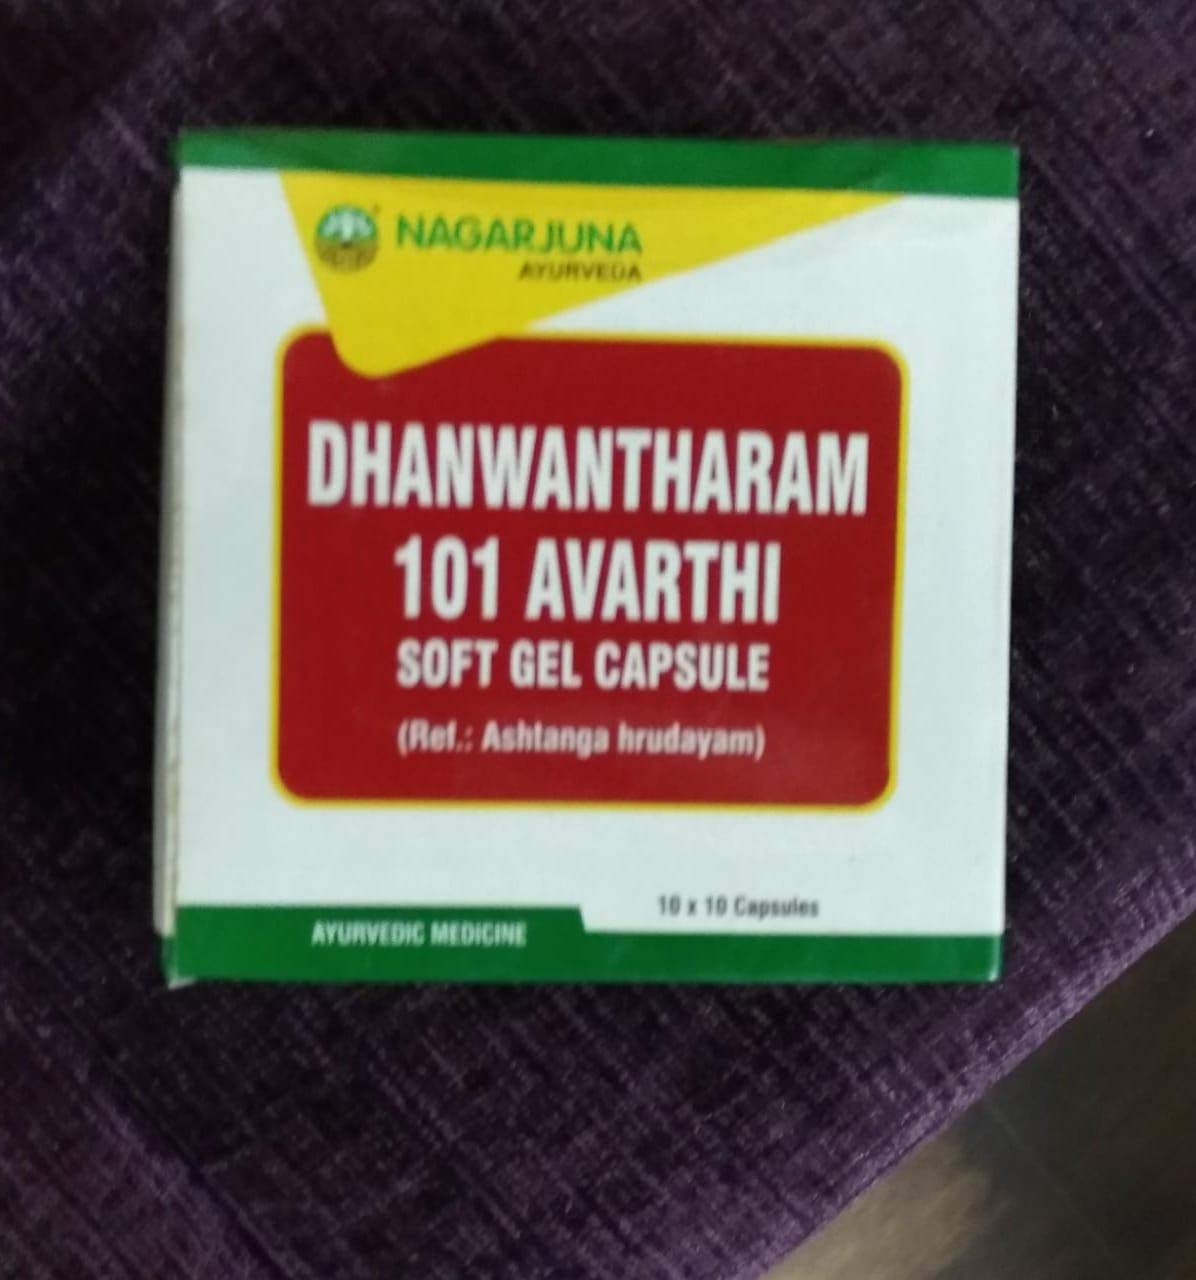 NAGARJUNA
AYURVEDA
DHANWANTHARAM
101 AVARTHI
SOFT GEL CAPSULE
(Ref.: Ashtanga hrudayam)
10 x 10 Capsules
AYURVEDIC MEDICINE